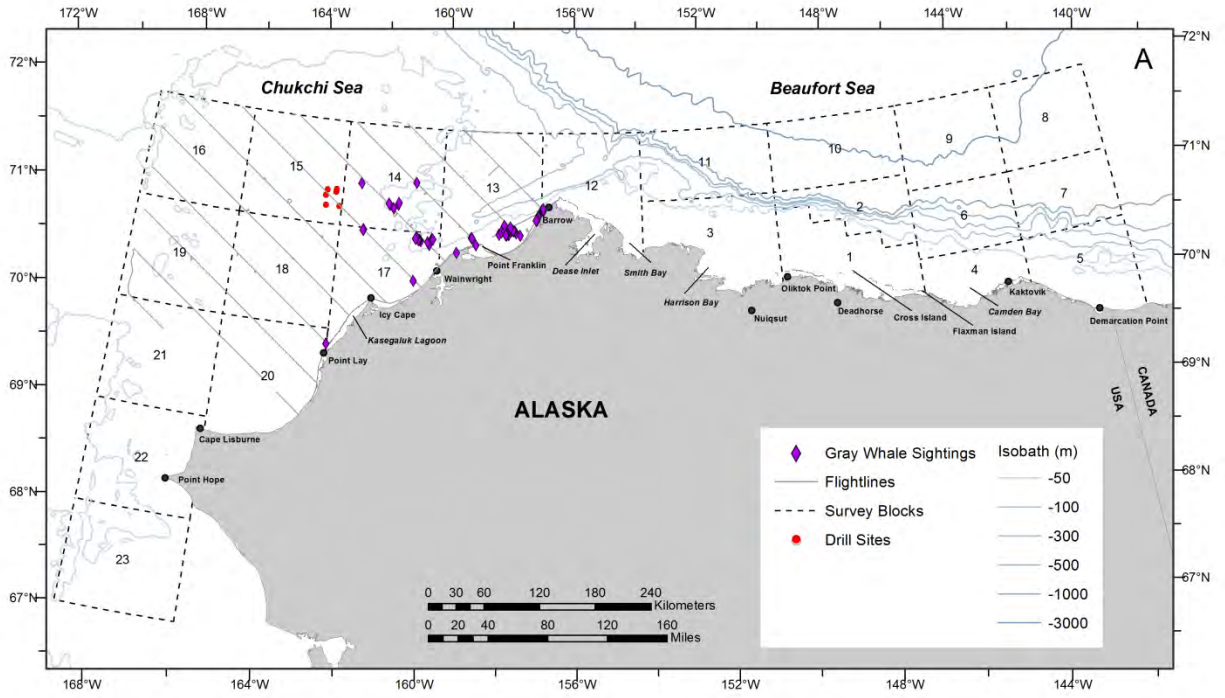 172°W 168°W 164°W 160°W 156°W 152°W 148°W 144°W 140°W
72°N 72°N
A
Chukchi Sea Beaufort Sea
71°N 71°N
70°N 70°N
69°N 69°N
68°N 68°N
67°N 67°N
16
15
14
13
12
11
10
9
8
7
6
5
4
3
2
1
19
18
17
20
21
22
23
Barrow
Point Franklin
Wainwright
Icy Cape
Kasegaluk Lagoon
Point Lay
Cape Lisburne
Point Hope
Dease Inlet
Smith Bay
Harrison Bay
Oliktok Point
Nuiqsut
Deadhorse
Cross Island
Flaxman Island
Camden Bay
Kaktovik
Demarcation Point
USA
CANADA
ALASKA
Gray Whale Sightings
Flightlines
Survey Blocks
Drill Sites
Isobath (m)
-50
-100
-300
-500
-1000
-3000
0 30 60 120 180 240
Kilometers
0 20 40 80 120 160
Miles
168°W 164°W 160°W 156°W 152°W 148°W 144°W